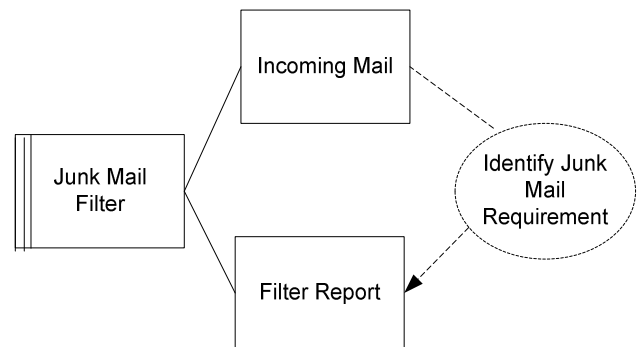 Incoming Mail
Junk Mail
Filter
Identify Junk
Mail
Requirement
Filter Report